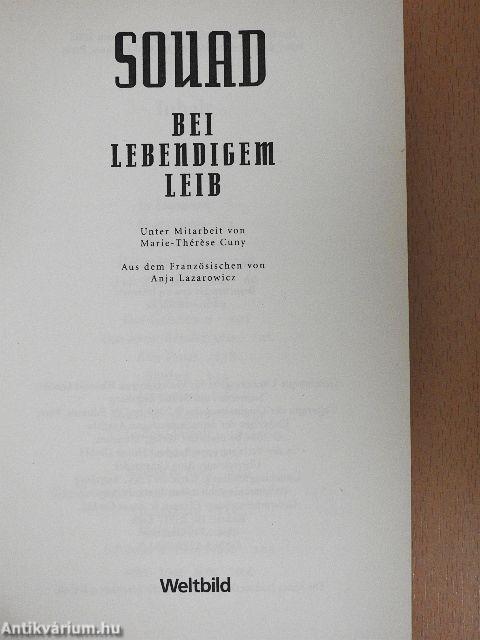 SOUAD
BEI
LEBENDIGEM
LEIB
Unter Mitarbeit von
Marie-Thérèse Cuny
Aus dem Französischen von
Anja Lazarowicz
Weltbild
Antikvárium.hu